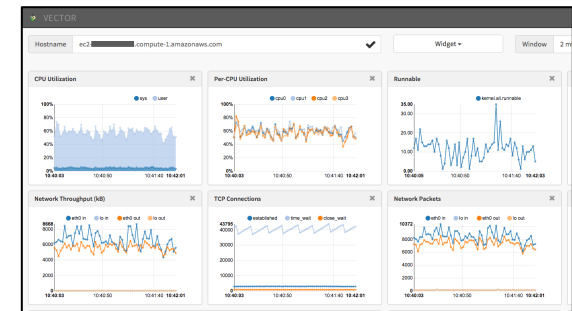 VECTOR
Hostname ec2- .compute-1.amazonaws.com Widget Window 2 m
CPU Utilization
sys user
100%
80%
60%
40%
20%
0%
10:40:03 10:40:50 10:41:40 10:42:01
Per-CPU Utilization
cpu0 cpu1 cpu2 cpu3
100%
80%
60%
40%
20%
0%
10:40:03 10:40:50 10:41:40 10:42:01
Runnable
kernel.all.runnable
35.00
30.00
20.00
10.00
0.00
10:40:05 10:40:50 10:41:40 10:42:03
Network Throughput (kB)
eth0 in lo in eth0 out lo out
8668
8000
6000
4000
2000
0
10:40:03 10:40:50 10:41:40 10:42:01
TCP Connections
established time_wait close_wait
43795
40000
30000
20000
10000
0
10:40:03 10:40:50 10:41:40 10:42:01
Network Packets
eth0 in lo in eth0 out lo out
10372
8000
6000
4000
2000
0
10:40:03 10:40:50 10:41:40 10:42:01